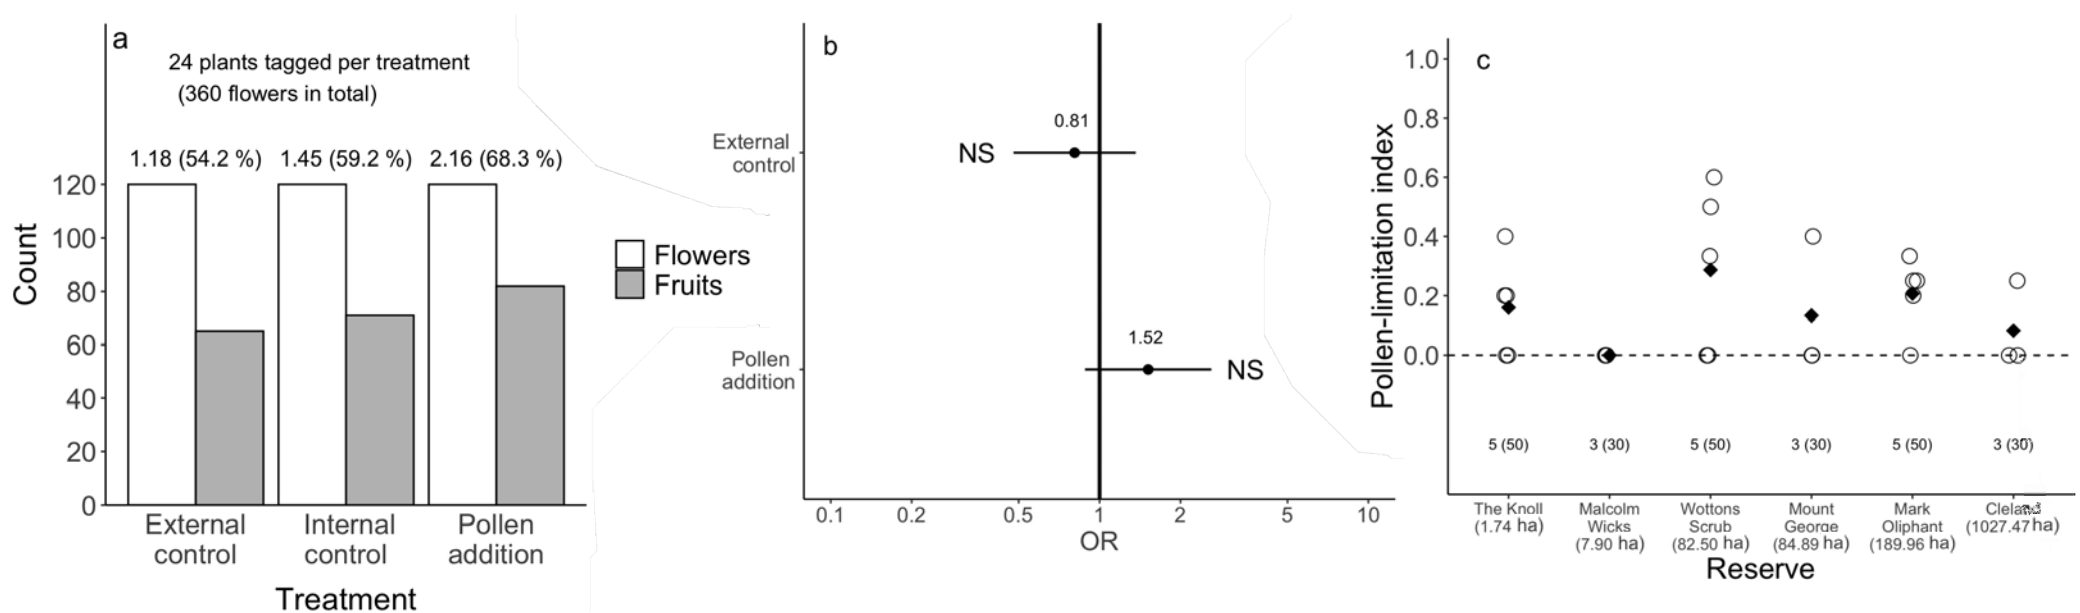 a
24 plants tagged per treatment
(360 flowers in total)
1.18 (54.2 %) 1.45 (59.2 %) 2.16 (68.3 %)
120
100
80
60
40
20
0
Count
External control
Internal control
Pollen addition
Treatment
Flowers
Fruits
b
External
control
0.81
NS
Pollen
addition
1.52
NS
0.1 0.2 0.5 1 2 5 10
OR
c
1.0
0.8
0.6
0.4
0.2
0.0
Pollen-limitation index
5 (50) 3 (30) 5 (50) 3 (30) 5 (50) 3 (30)
The Knoll
(1.74 ha)
Malcolm
Wicks
(7.90 ha)
Wottons
Scrub
(82.50 ha)
Mount
George
(84.89 ha)
Mark
Oliphant
(189.96 ha)
(1027.47 ha)
Reserve